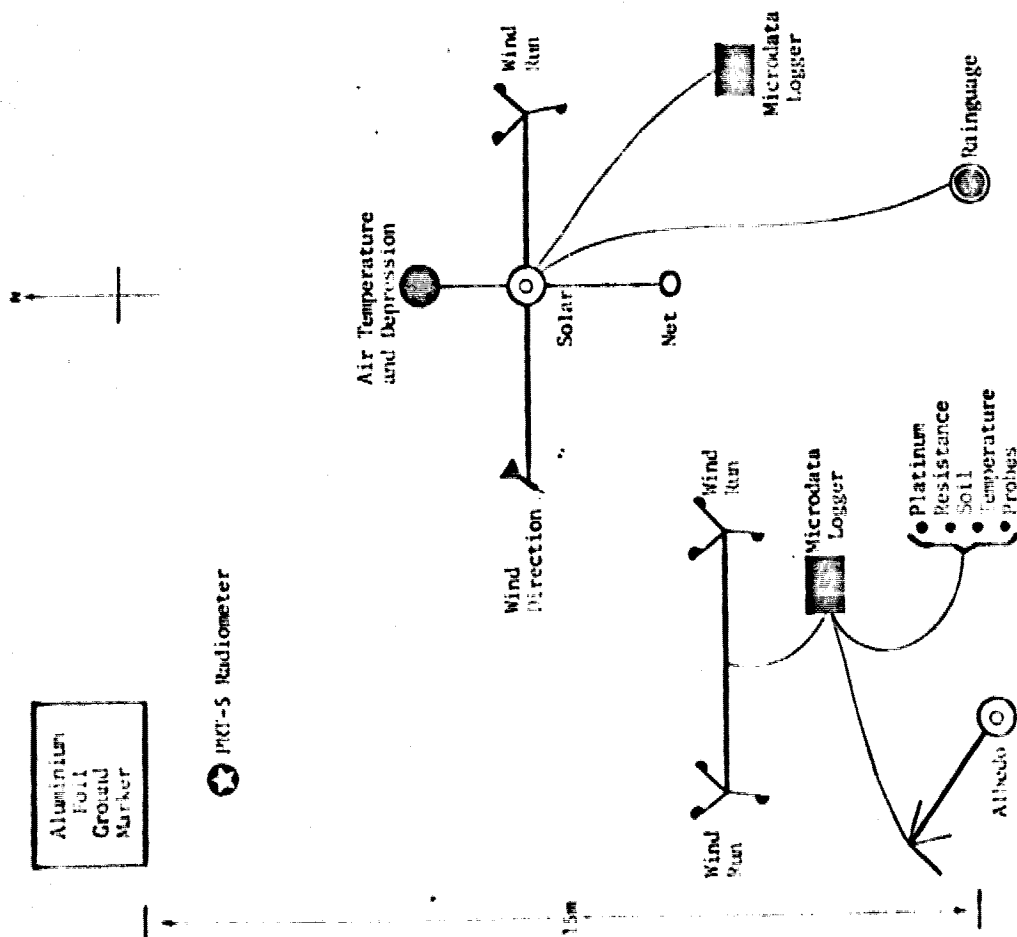 N
Aluminium
Foil
Ground
Marker
PRT-5 Radiometer
Air Temperature
and Depression
Wind
Run
Wind
Direction
Solar
Net
Microdata
Logger
Rainguage
Wind
Run
Wind
Run
Microdata
Logger
Platinum
Resistance
Soil
Temperature
Probes
Albedo
15m